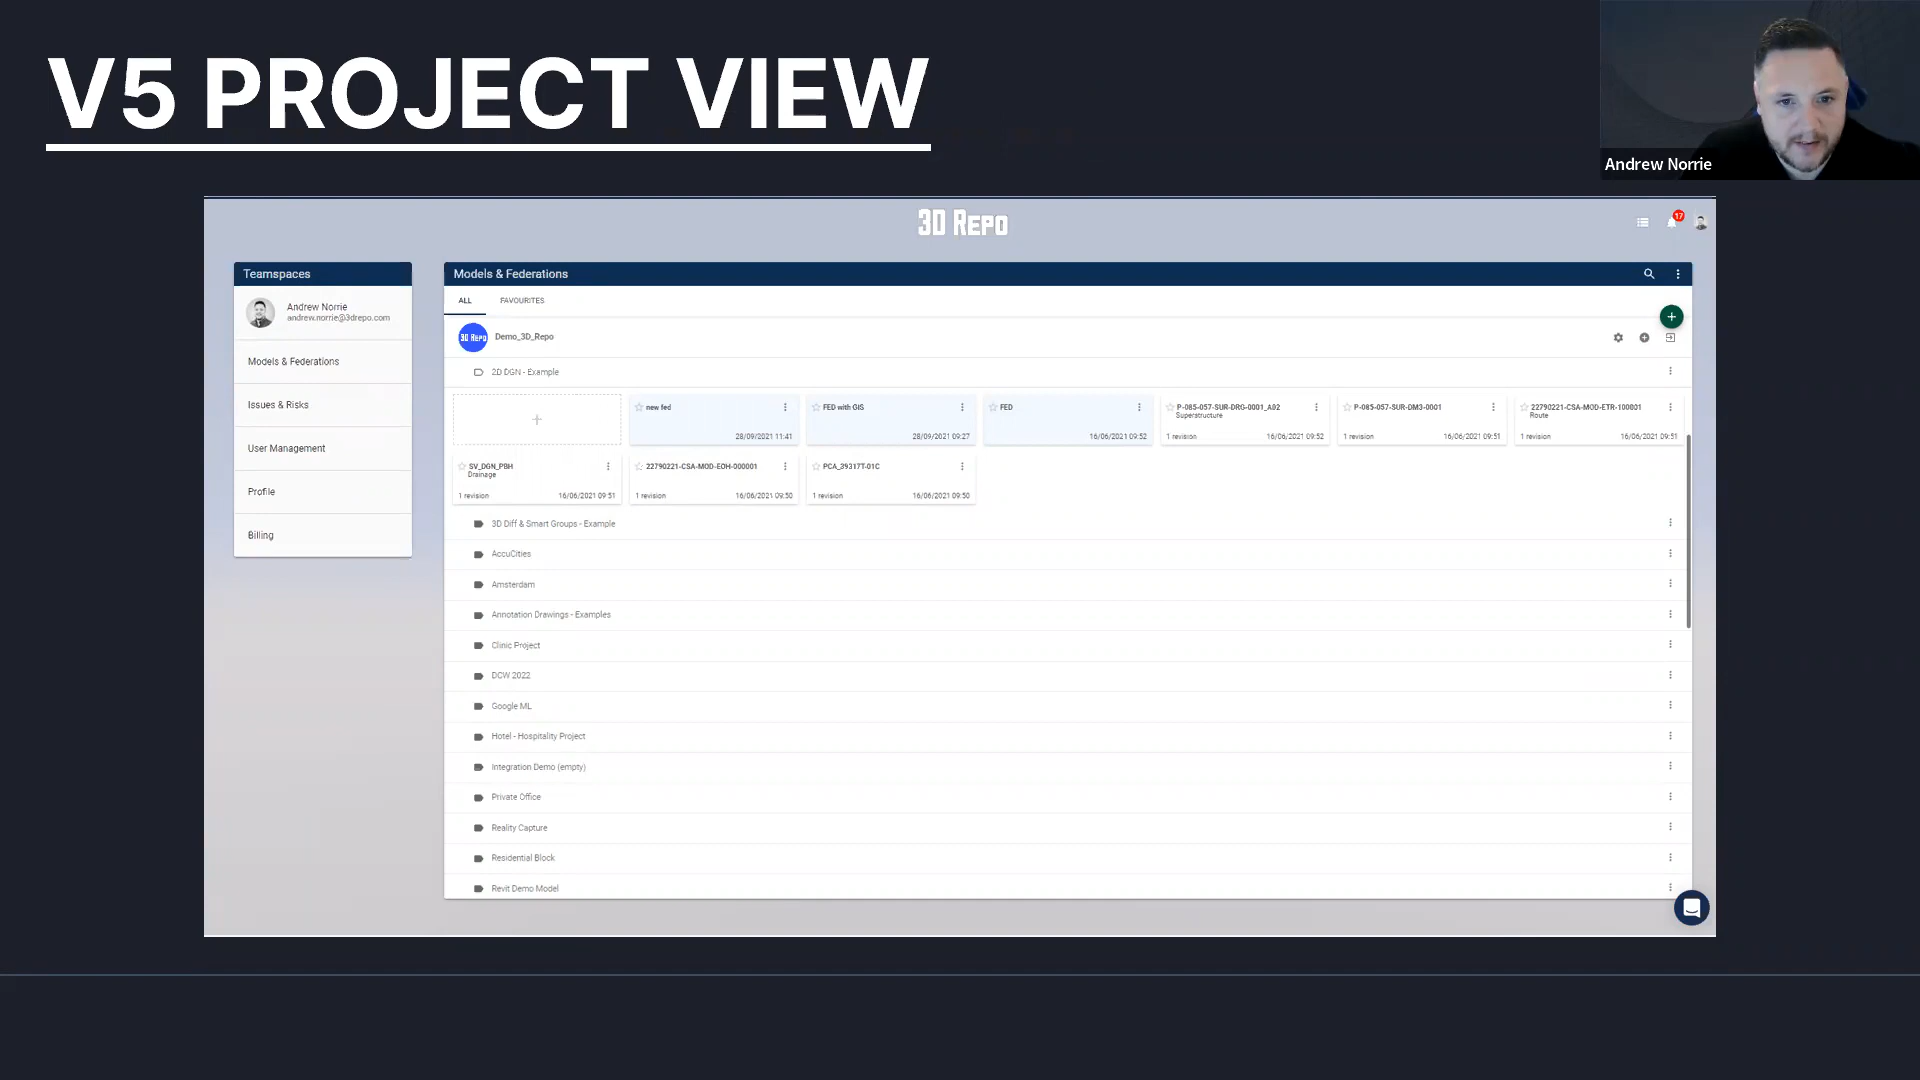 V5 PROJECT VIEW
Andrew Norrie
3D Repo
17
Teamspaces
Andrew Norrie
andrew.norrie@3drepo.com
Models & Federations
Issues & Risks
User Management
Profile
Billing
Models & Federations
ALL FAVOURITES
3D Repo Demo_3D_Repo
2D DGN - Example
new fed FED with GIS FED P-085-057-SUR-DRG-0001_A02 P-085-057-SUR-DM3-0001 22790221-CSA-MOD-ETR-100001
Superstructure Route
28/09/2021 11:41 28/09/2021 09:27 16/06/2021 09:52 1 revision 16/06/2021 09:52 1 revision 16/06/2021 09:51 1 revision 16/06/2021 09:51
SV_DGN_PBH 22790221-CSA-MOD-EOH-000001 PCA_39317T-01C
Drainage
1 revision 16/06/2021 09:51 1 revision 16/06/2021 09:50 1 revision 16/06/2021 09:50
3D Diff & Smart Groups - Example
AccuCities
Amsterdam
Annotation Drawings - Examples
Clinic Project
DCW 2022
Google ML
Hotel - Hospitality Project
Integration Demo (empty)
Private Office
Reality Capture
Residential Block
Revit Demo Model